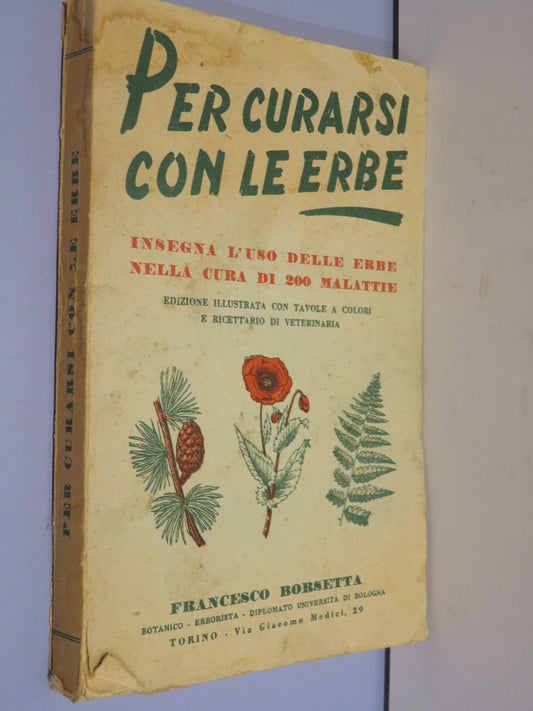 PER CURARSI
CON LE ERBE
INSEGNA L'USO DELLE ERBE
NELLA CURA DI 200 MALATTIE
EDIZIONE ILLUSTRATA CON TAVOLE A COLORI
E RICETTARIO DI VETERINARIA
FRANCESCO BORSETTA
BOTANICO - ERBORISTA - DIPLOMATO UNIVERSITÀ DI BOLOGNA
TORINO - Via Giacomo Medici, 29
PER CURARSI CON LE ERBE